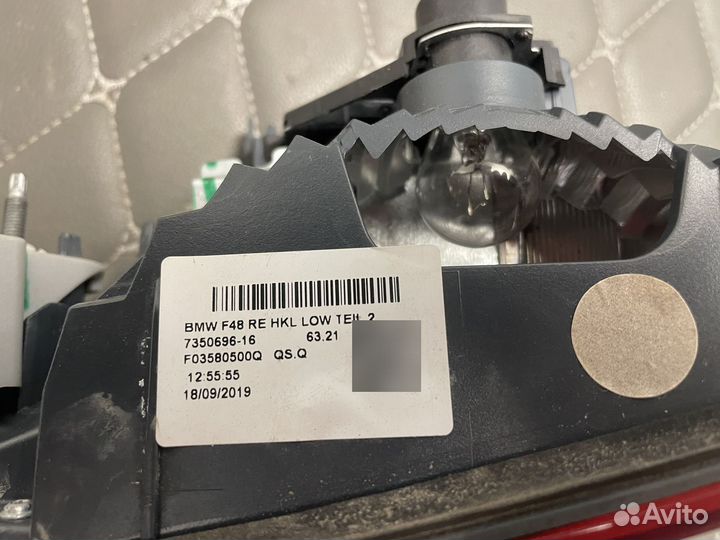 BMW F48 RE HKL LOW TEIL 2
7350696-16 63.21
F03580500Q QS.Q
12:55:55
18/09/2019
Avito